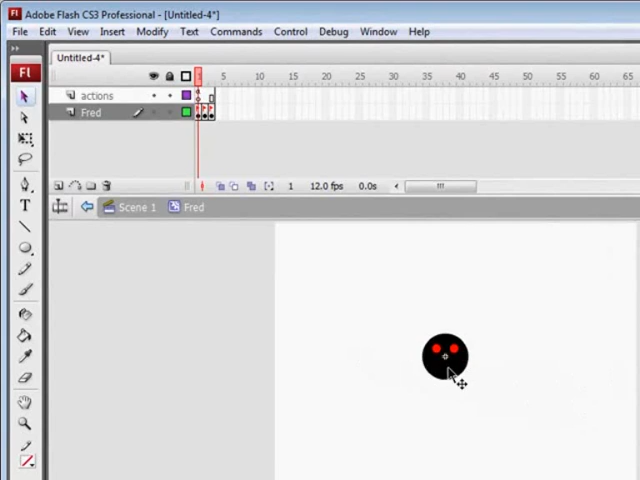 Fl Adobe Flash CS3 Professional - [Untitled-4*]
File Edit View Insert Modify Text Commands Control Debug Window Help
Untitled-4*
Fl
1 5 10 15 20 25 30 35 40 45 50 55 60 65
actions
Fred
1 12.0 fps 0.0s
Scene 1 Fred
T